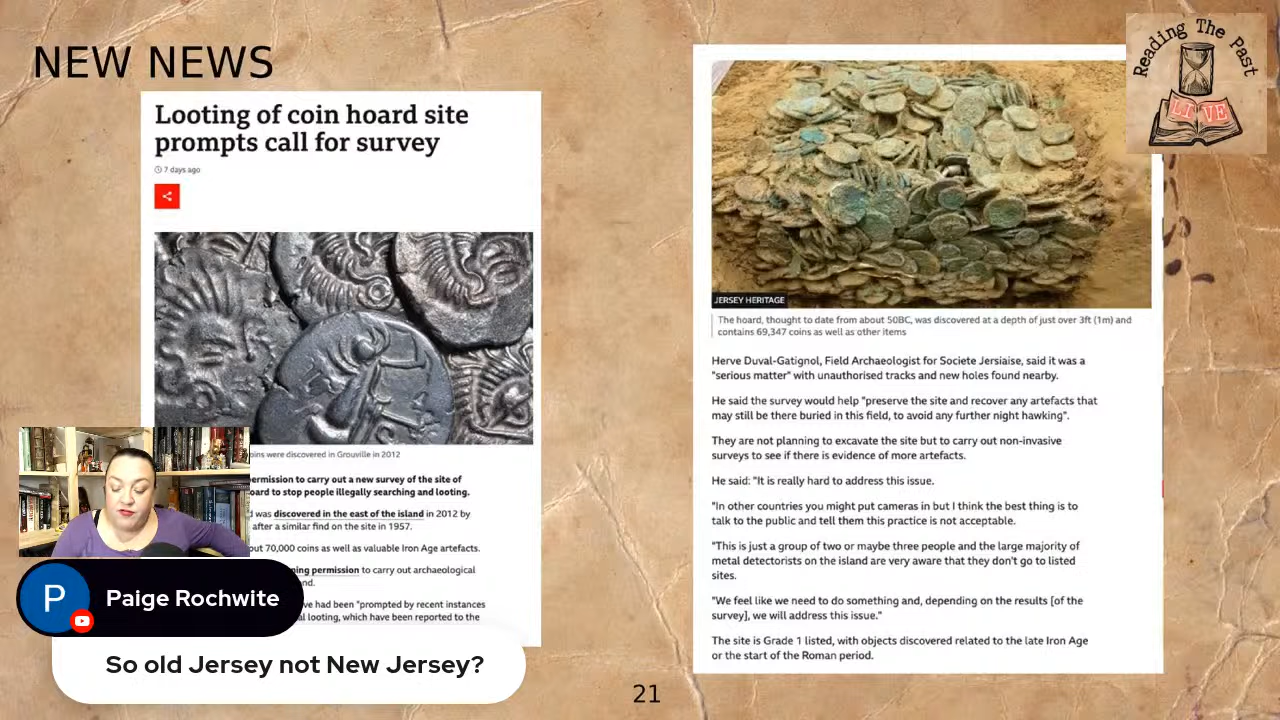 NEW NEWS
Looting of coin hoard site
prompts call for survey
7 days ago
oins were discovered in Grouville in 2012
ermission to carry out a new survey of the site of
oard to stop people illegally searching and looting.
was discovered in the east of the island in 2012 by
after a similar find on the site in 1957.
out 70,000 coins as well as valuable Iron Age artefacts.
ning permission to carry out archaeological
nd.
ve had been "prompted by recent instances
al looting, which have been reported to the
Reading The Past
LIVE
JERSEY HERITAGE
The hoard, thought to date from about 50BC, was discovered at a depth of just over 3ft (1m) and
contains 69,347 coins as well as other items
Herve Duval-Gatignol, Field Archaeologist for Societe Jersiaise, said it was a
"serious matter" with unauthorised tracks and new holes found nearby.
He said the survey would help "preserve the site and recover any artefacts that
may still be there buried in this field, to avoid any further night hawking".
They are not planning to excavate the site but to carry out non-invasive
surveys to see if there is evidence of more artefacts.
He said: "It is really hard to address this issue.
"In other countries you might put cameras in but I think the best thing is to
talk to the public and tell them this practice is not acceptable.
"This is just a group of two or maybe three people and the large majority of
metal detectorists on the island are very aware that they don't go to listed
sites.
"We feel like we need to do something and, depending on the results [of the
survey], we will address this issue."
The site is Grade 1 listed, with objects discovered related to the late Iron Age
or the start of the Roman period.
P
Paige Rochwite
So old Jersey not New Jersey?
21